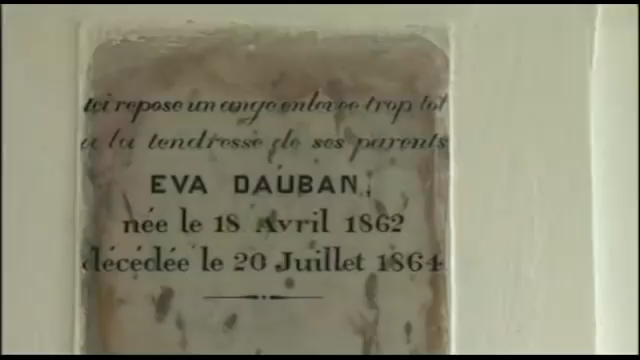 ici repose un ange enlevée trop tôt
à la tendresse de ses parents
EVA DAUBAN,
née le 18 Avril 1862
décédée le 20 Juillet 1864